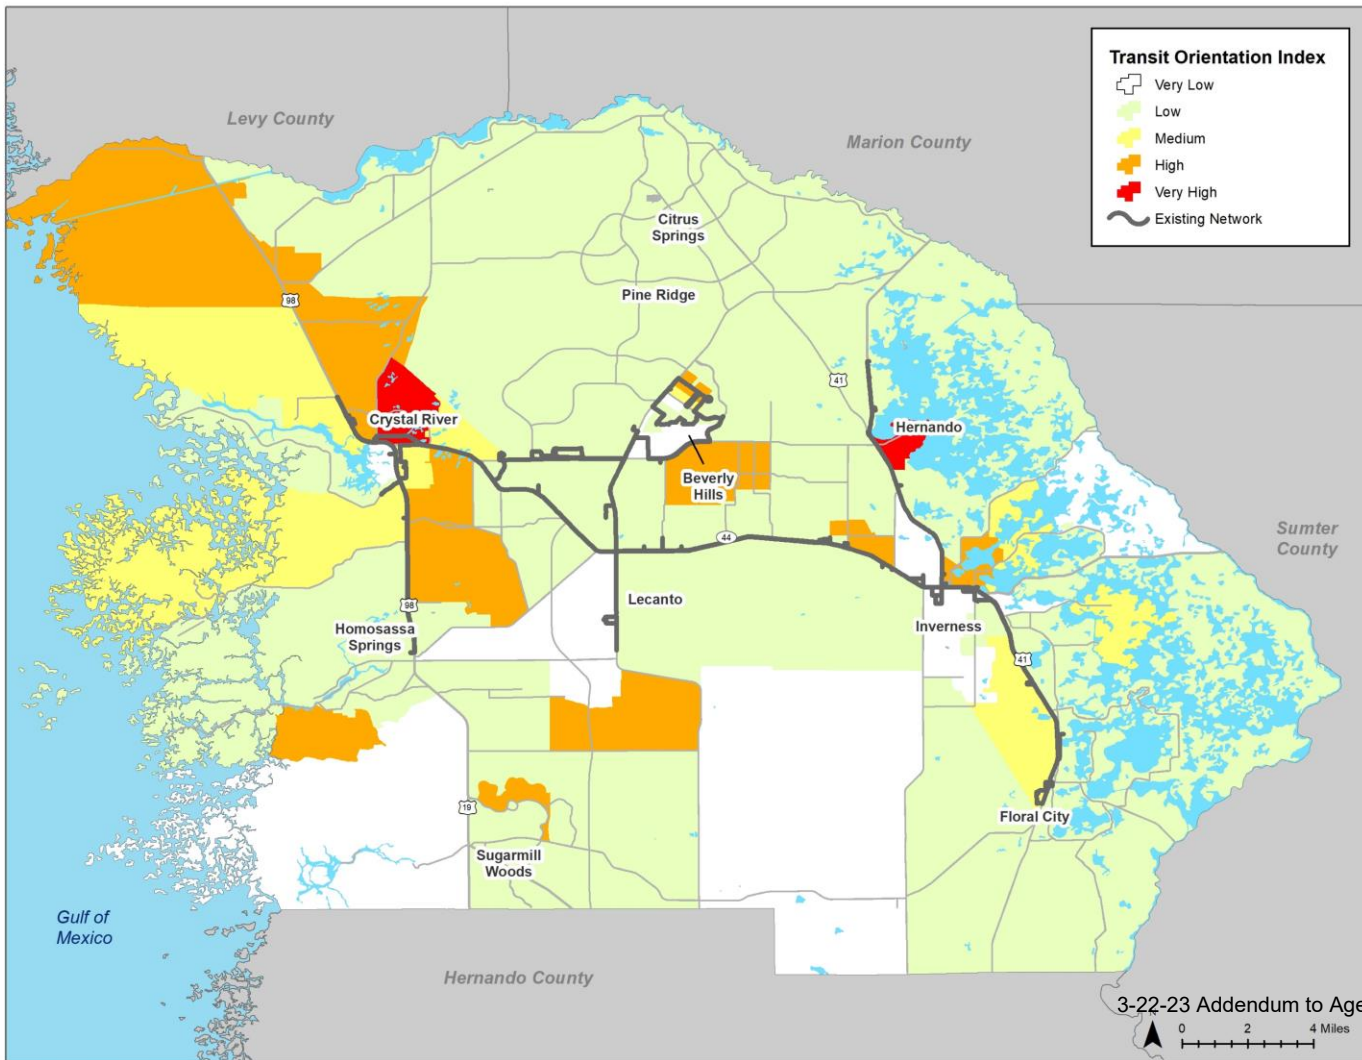 Transit Orientation Index
Very Low
Low
Medium
High
Very High
Existing Network
Levy County
Marion County
Citrus
Springs
Pine Ridge
98
41
Crystal River
Hernando
Beverly
Hills
44
Sumter
County
Lecanto
98
Homosassa
Springs
Inverness
41
19
Floral City
Sugarmill
Woods
Gulf of
Mexico
Hernando County
3-22-23 Addendum to Age
N
0 2 4 Miles